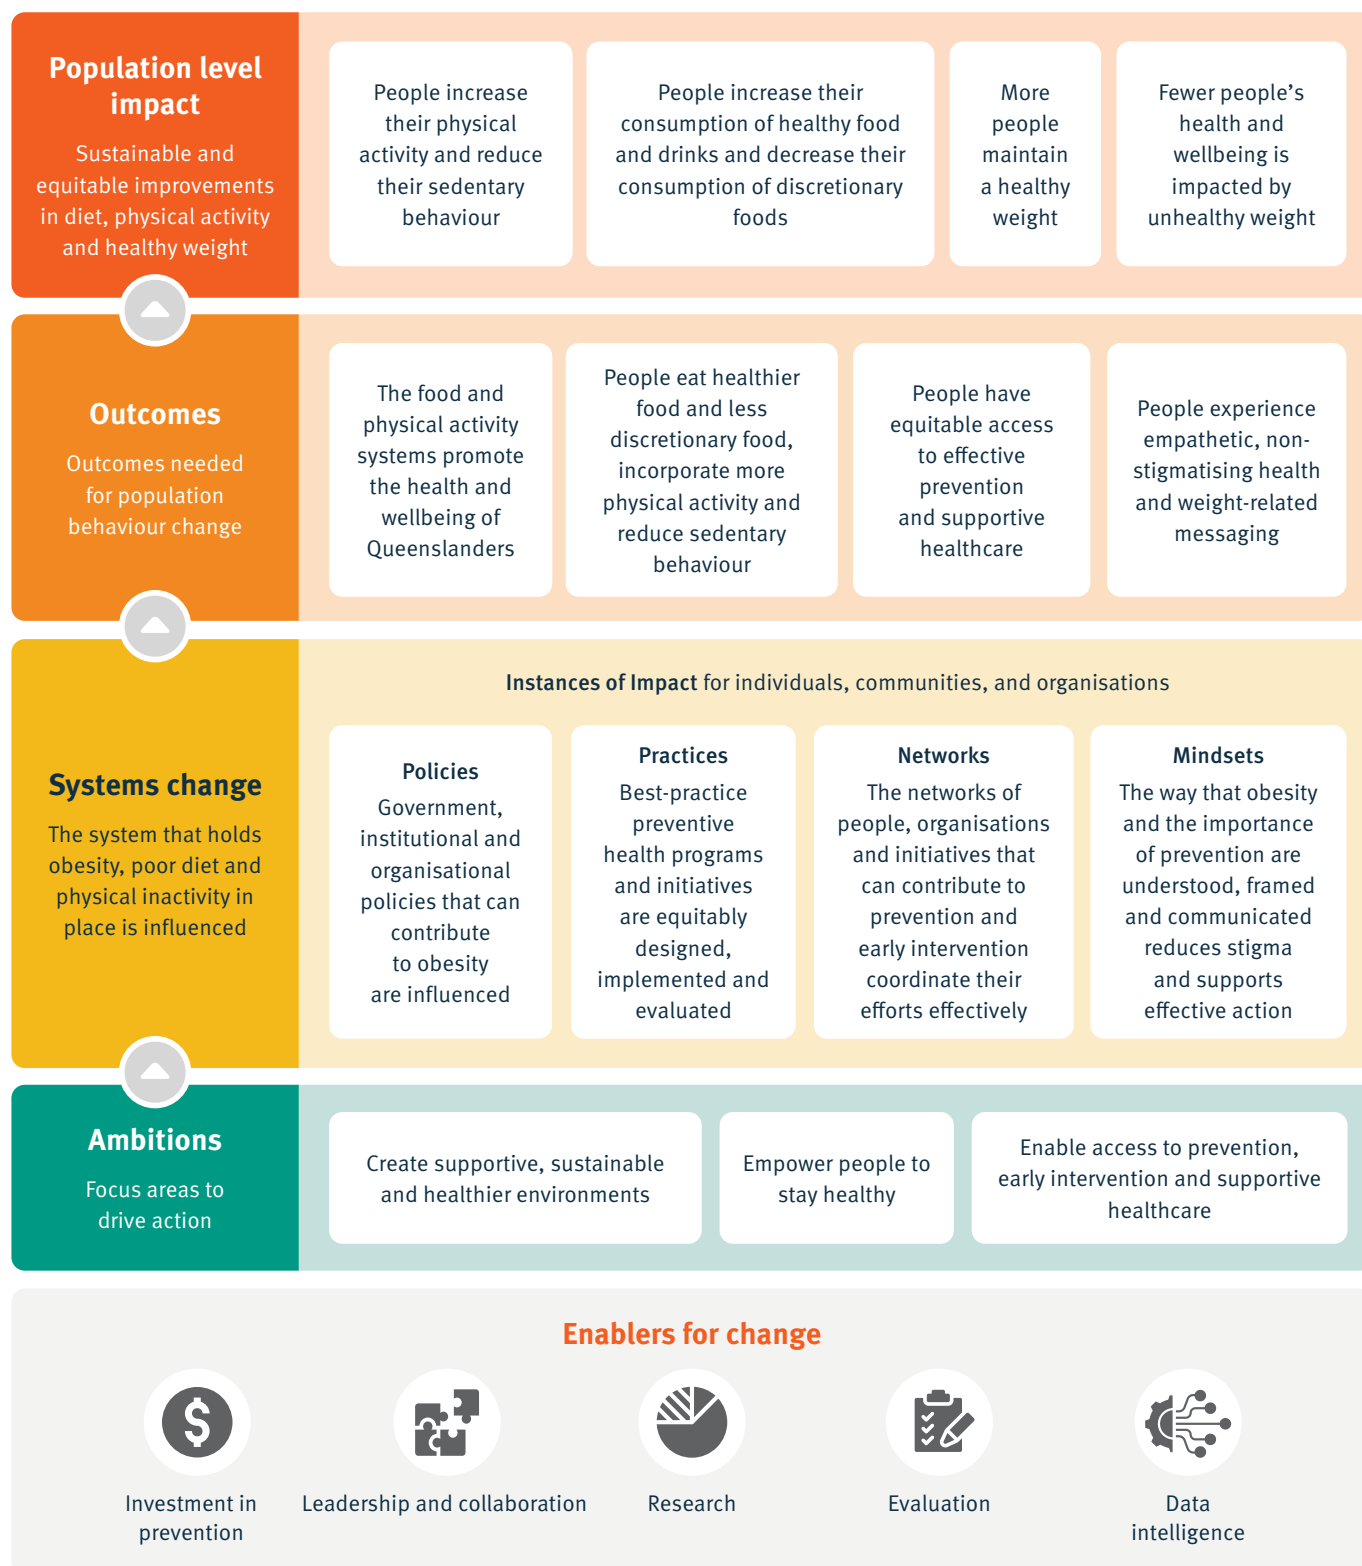 Population level
impact
Sustainable and
equitable improvements
in diet, physical activity
and healthy weight
People increase
their physical
activity and reduce
their sedentary
behaviour
People increase their
consumption of healthy food
and drinks and decrease their
consumption of discretionary
foods
More
people
maintain
a healthy
weight
Fewer people’s
health and
wellbeing is
impacted by
unhealthy weight
Outcomes
Outcomes needed
for population
behaviour change
The food and
physical activity
systems promote
the health and
wellbeing of
Queenslanders
People eat healthier
food and less
discretionary food,
incorporate more
physical activity and
reduce sedentary
behaviour
People have
equitable access
to effective
prevention
and supportive
healthcare
People experience
empathetic, non-
stigmatising health
and weight-related
messaging
Systems change
The system that holds
obesity, poor diet and
physical inactivity in
place is influenced
Instances of Impact for individuals, communities, and organisations
Policies
Government,
institutional and
organisational
policies that can
contribute
to obesity
are influenced
Practices
Best-practice
preventive
health programs
and initiatives
are equitably
designed,
implemented and
evaluated
Networks
The networks of
people, organisations
and initiatives that
can contribute to
prevention and
early intervention
coordinate their
efforts effectively
Mindsets
The way that obesity
and the importance
of prevention are
understood, framed
and communicated
reduces stigma
and supports
effective action
Ambitions
Focus areas to
drive action
Create supportive, sustainable
and healthier environments
Empower people to
stay healthy
Enable access to prevention,
early intervention and supportive
healthcare
Enablers for change
$
Investment in
prevention
Leadership and collaboration
Research
Evaluation
Data
intelligence